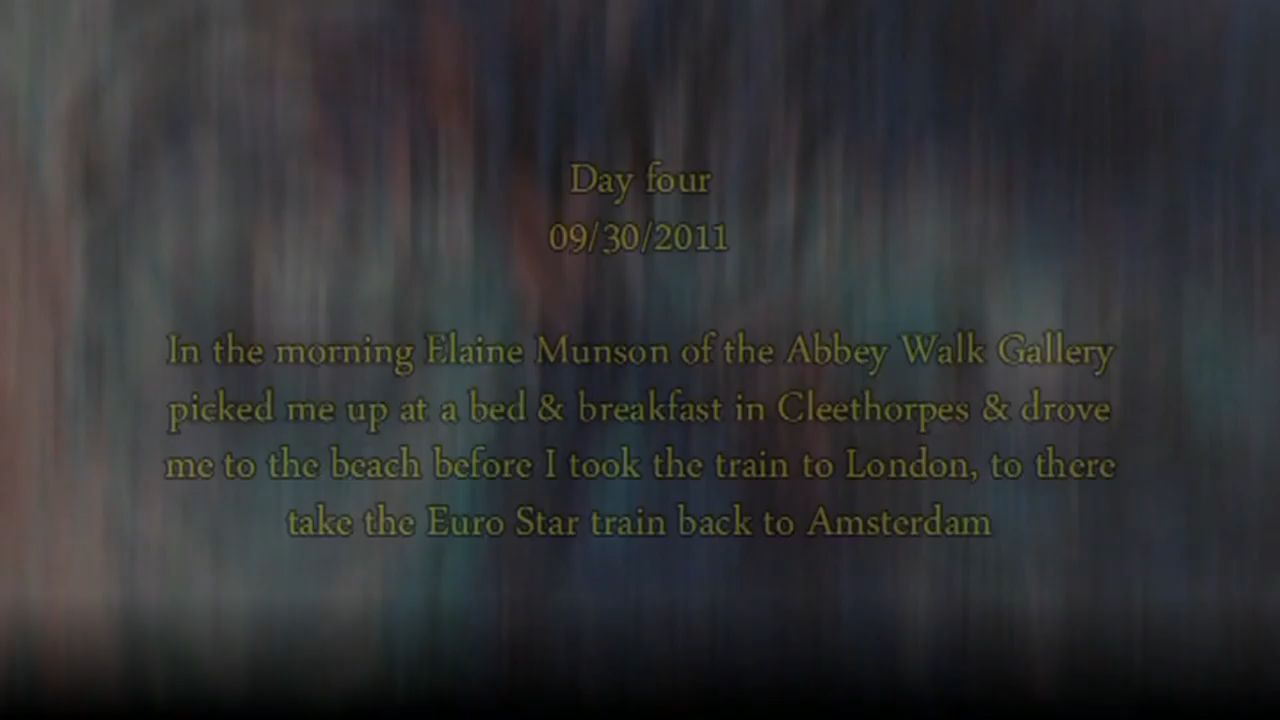 Day four
09/30/2011
In the morning Elaine Munson of the Abbey Walk Gallery
picked me up at a bed & breakfast in Cleethorpes & drove
me to the beach before I took the train to London, to there
take the Euro Star train back to Amsterdam